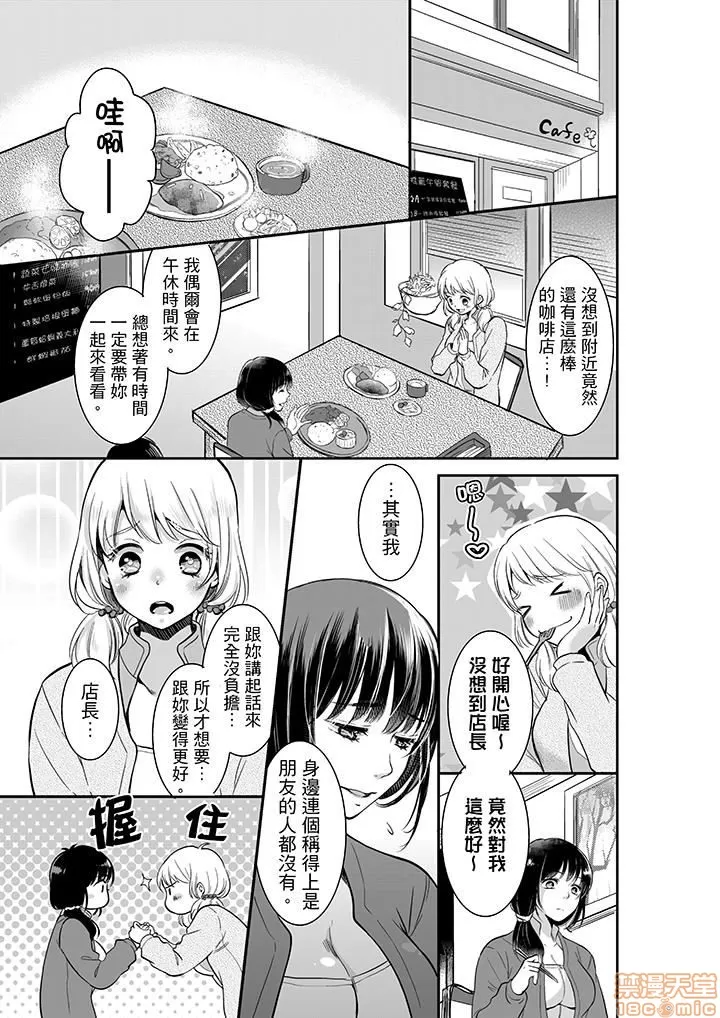 Cafe
哇啊——
沒想到附近竟然
還有這麼棒
的咖啡店…!
我偶爾會在
午休時間來。
總想著有時間
一定要帶妳
一起來看看。
嗯～～♡
好開心喔～
沒想到店長
竟然對我
這麼好～
…其實我
身邊連個稱得上是
朋友的人都沒有。
跟妳講起話來
完全沒負擔…
所以才想要…
跟妳變得更好。
店長…
握住
禁漫天堂
18comic